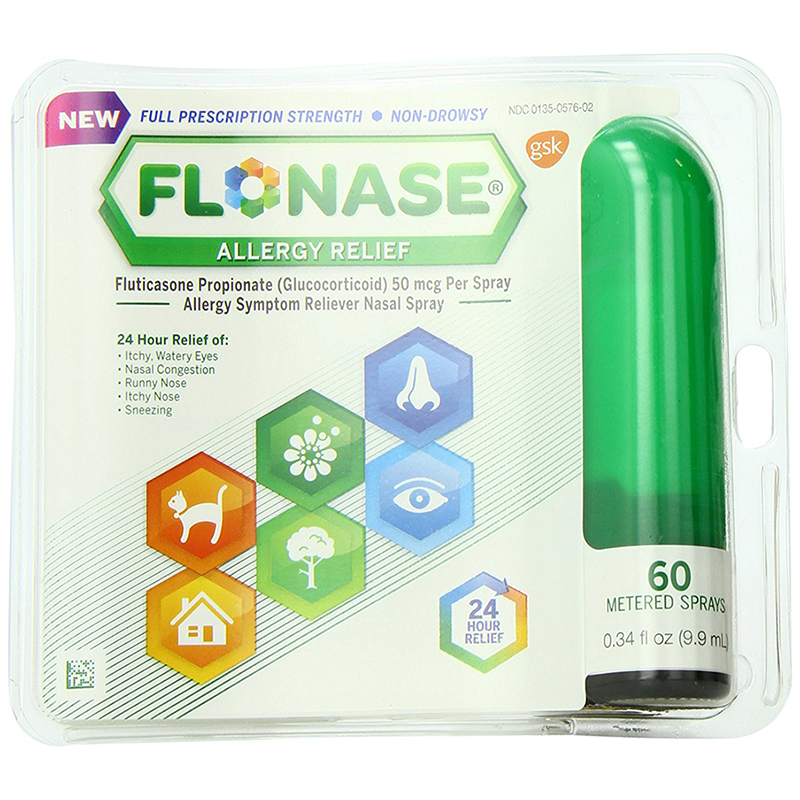 NEW
FULL PRESCRIPTION STRENGTH • NON-DROWSY
NDC 0135-0576-02
gsk
FLONASE®
ALLERGY RELIEF
Fluticasone Propionate (Glucocorticoid) 50 mcg Per Spray
Allergy Symptom Reliever Nasal Spray
24 Hour Relief of:
• Itchy, Watery Eyes
• Nasal Congestion
• Runny Nose
• Itchy Nose
• Sneezing
24
HOUR
RELIEF
60
METERED SPRAYS
0.34 fl oz (9.9 mL)